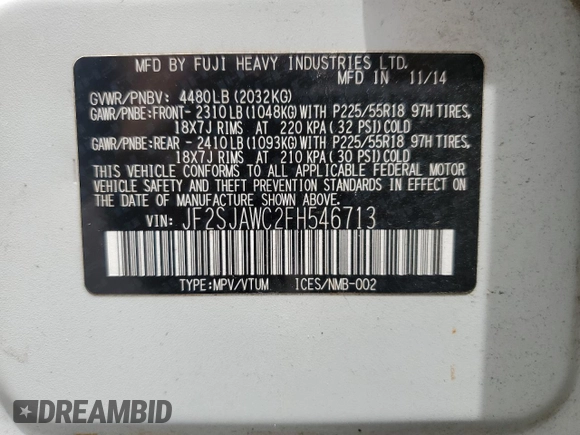 MFD BY FUJI HEAVY INDUSTRIES LTD.
MFD IN 11/14
GVWR/PNBV: 4480LB(2032KG)
GAWR/PNBE:FRONT- 2310LB(1048KG)WITH P225/55R18 97H TIRES,
18X7J RIMS AT 220 KPA(32 PSI)COLD
GAWR/PNBE:REAR - 2410LB(1093KG)WITH P225/55R18 97H TIRES,
18X7J RIMS AT 210 KPA(30 PSI)COLD
THIS VEHICLE CONFORMS TO ALL APPLICABLE FEDERAL MOTOR
VEHICLE SAFETY AND THEFT PREVENTION STANDARDS IN EFFECT ON
THE DATE OF MANUFACTURE SHOWN ABOVE.
VIN: JF2SJAWC2FH546713
TYPE:MPV/VTUM ICES/NMB-002
DREAMBID